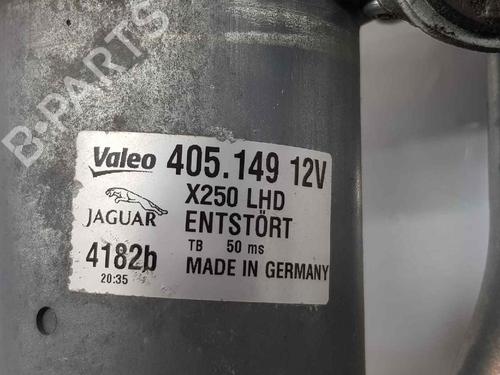 B-PARTS
Valeo 405.149 12V
X250 LHD
JAGUAR ENTSTÖRT
TB 50 ms
4182b MADE IN GERMANY
20:35